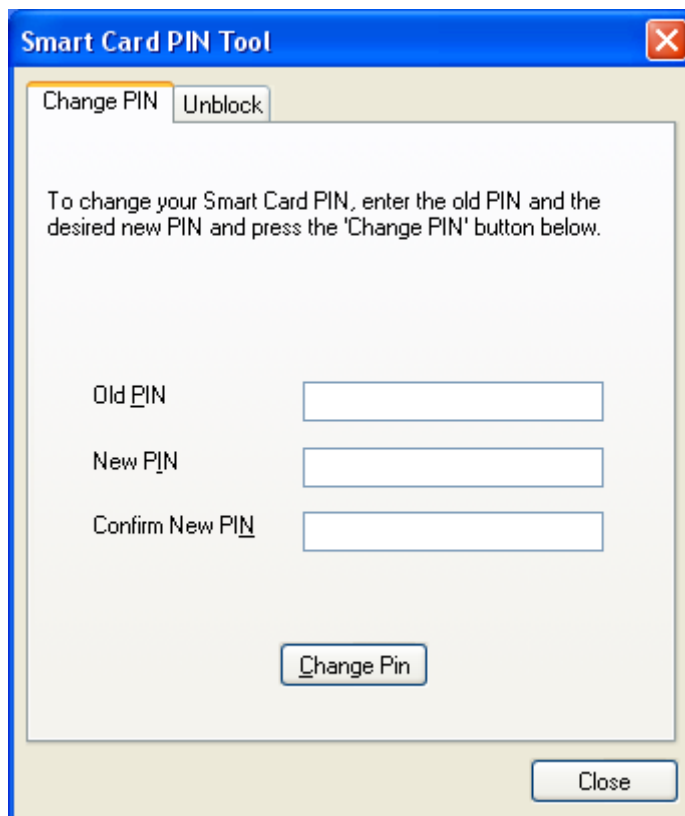 Smart Card PIN Tool
Change PIN Unblock
To change your Smart Card PIN, enter the old PIN and the
desired new PIN and press the 'Change PIN' button below.
Old PIN
New PIN
Confirm New PIN
Change Pin
Close